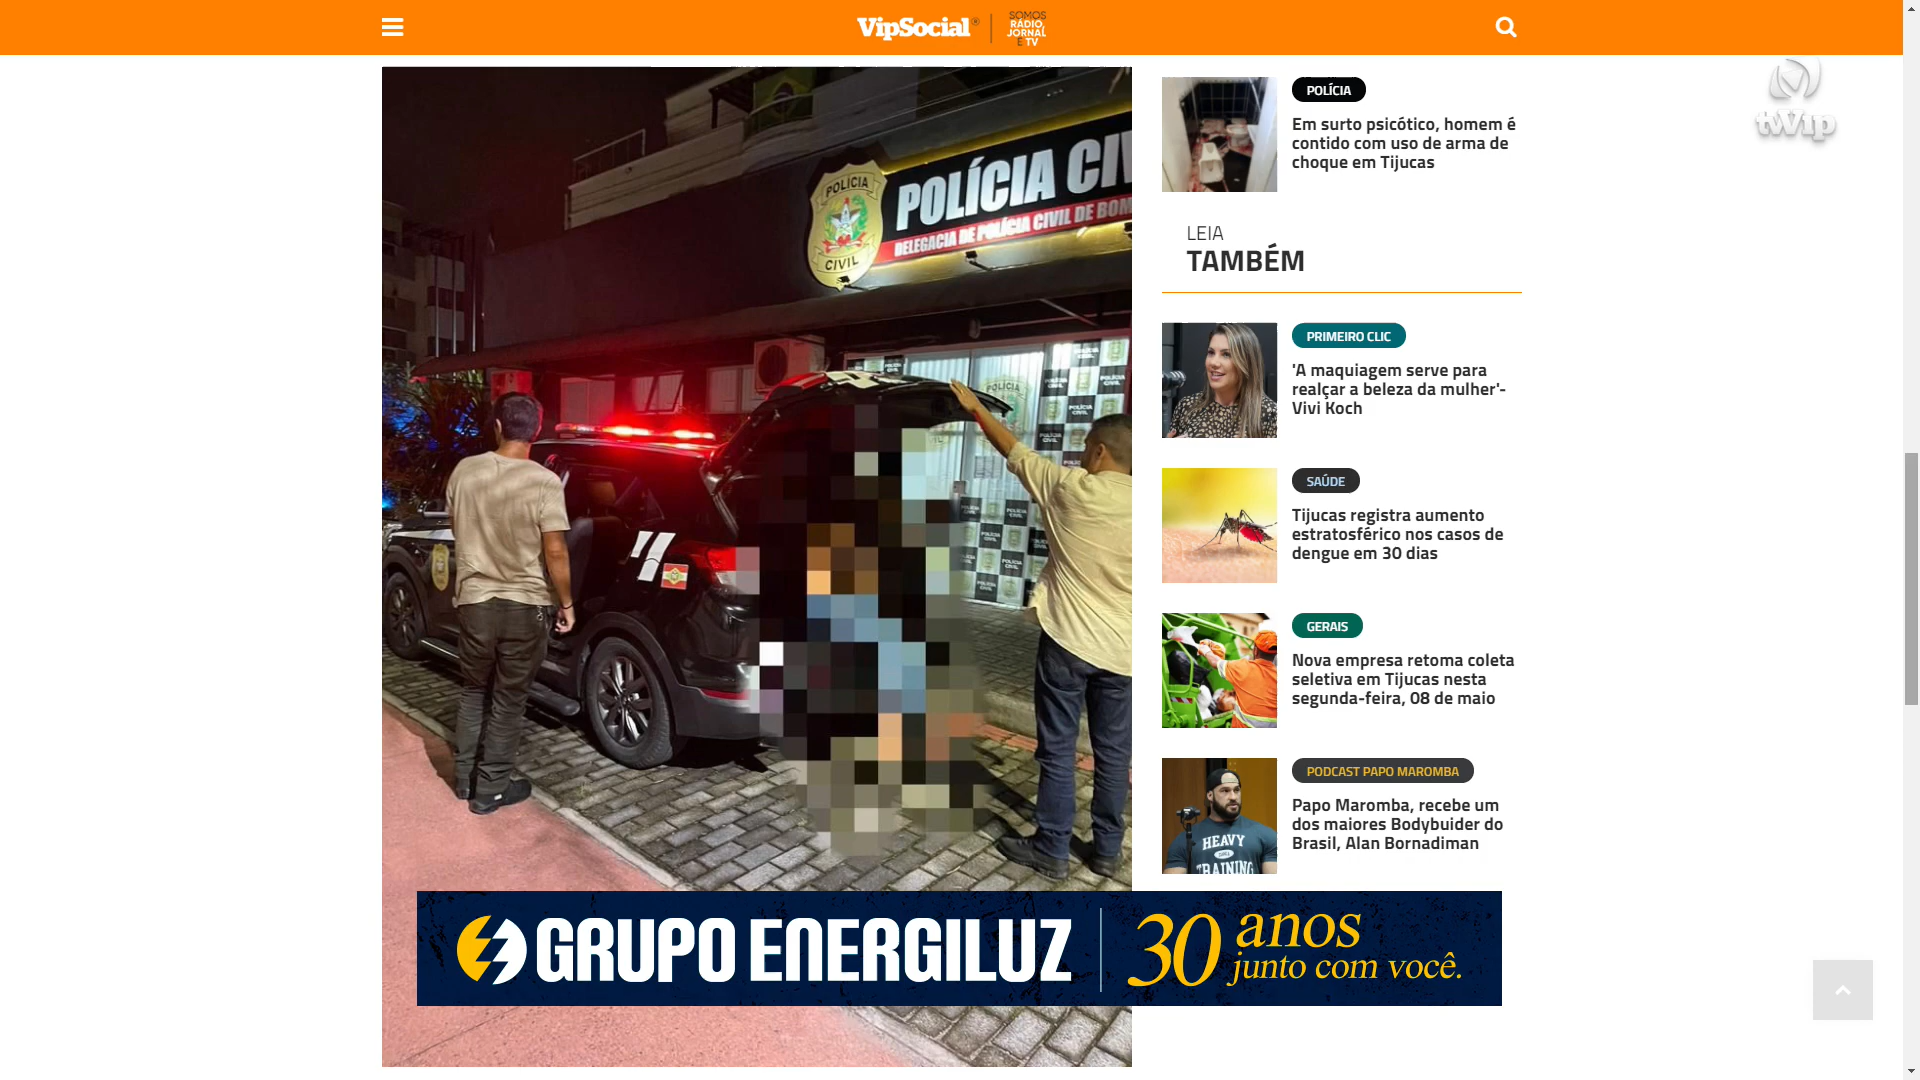 VipSocial®
SOMOS
RÁDIO,
JORNAL
E TV
tWip
POLÍCIA
CIVIL
POLÍCIA CIV
DELEGACIA DE POLÍCIA CIVIL DE BOM
POLÍCIA
Em surto psicótico, homem é
contido com uso de arma de
choque em Tijucas
LEIA
TAMBÉM
PRIMEIRO CLIC
'A maquiagem serve para
realçar a beleza da mulher'-
Vivi Koch
SAÚDE
Tijucas registra aumento
estratosférico nos casos de
dengue em 30 dias
GERAIS
Nova empresa retoma coleta
seletiva em Tijucas nesta
segunda-feira, 08 de maio
PODCAST PAPO MAROMBA
Papo Maromba, recebe um
dos maiores Bodybuider do
Brasil, Alan Bornadiman
HEAVY
TRAINING
GRUPO ENERGILUZ
30 anos
junto com você.